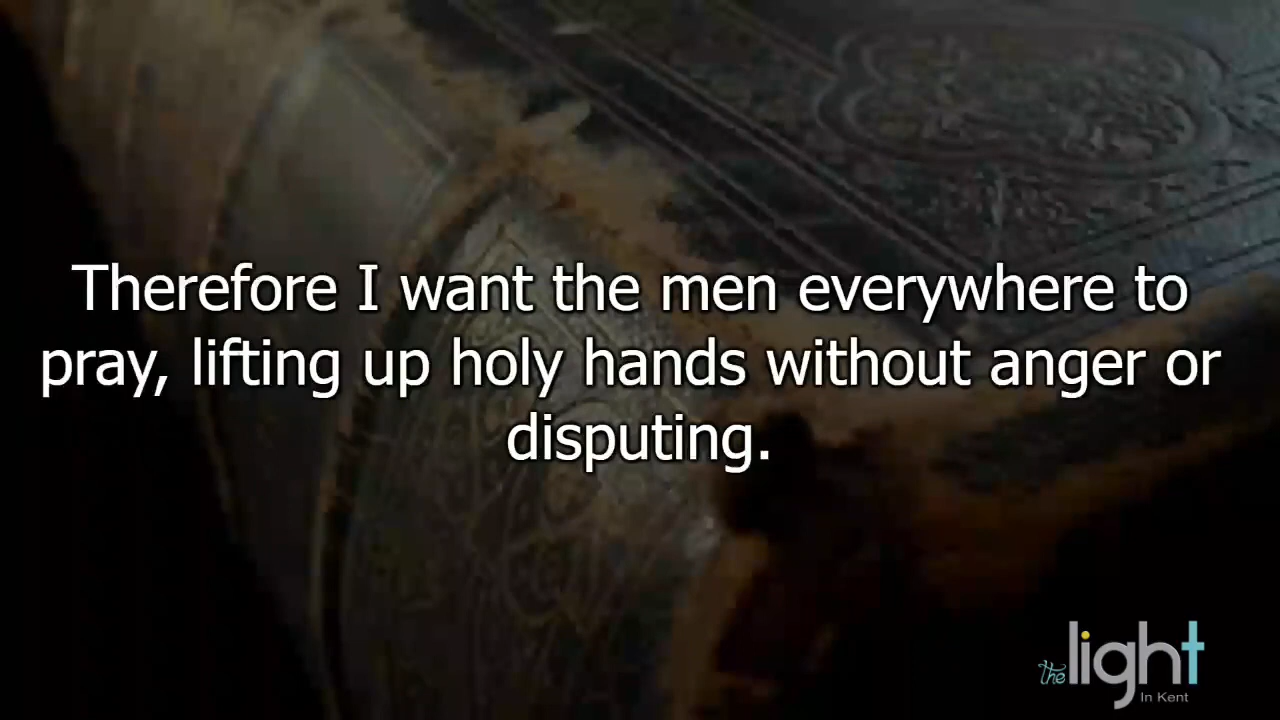 Therefore I want the men everywhere to
pray, lifting up holy hands without anger or
disputing.
the light
In Kent